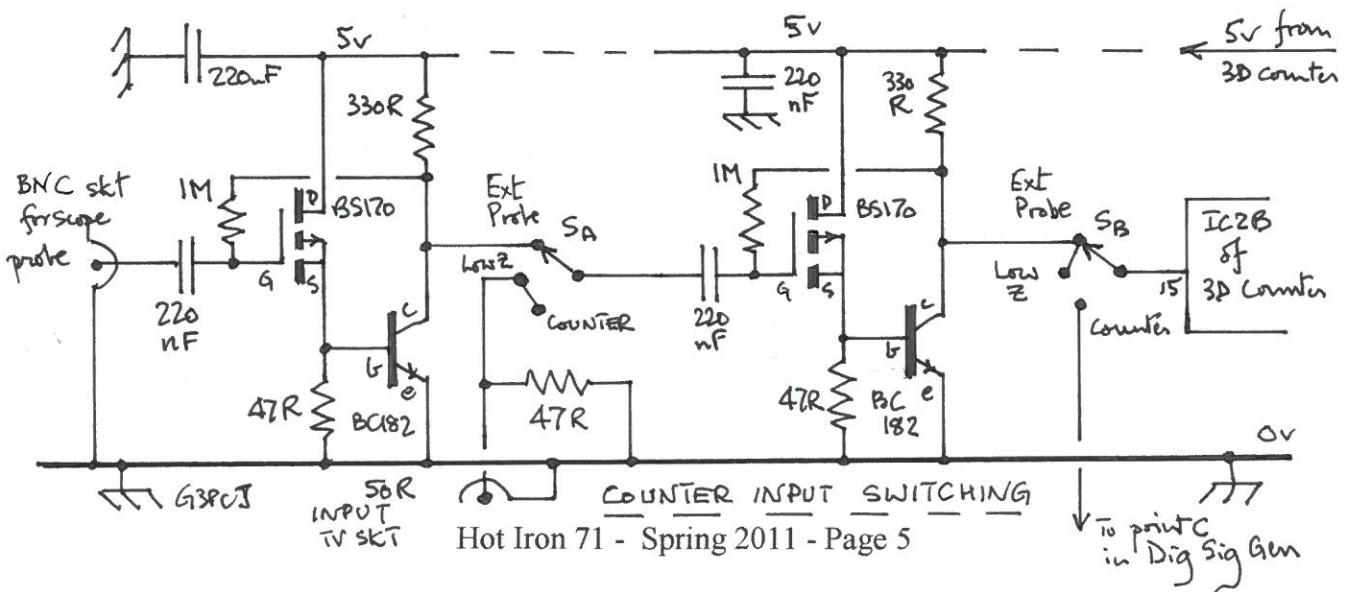 5v
5v
5v from
3D counter
220nF
330R
220
nF
330
R
BNC skt
for scope
probe
1M
D
BS170
G
S
220
nF
Ext
Probe
SA
Low Z
COUNTER
1M
D
BS170
G
S
220
nF
Ext
Probe
SB
Low
Z
Counter
15
IC2B
of
3D Counter
c
b
e
47R
BC182
47R
c
b
e
47R
BC
182
0v
G3PCJ
50R
INPUT
TV SKT
COUNTER INPUT SWITCHING
To point C
in Dig Sig Gen
Hot Iron 71 - Spring 2011 - Page 5